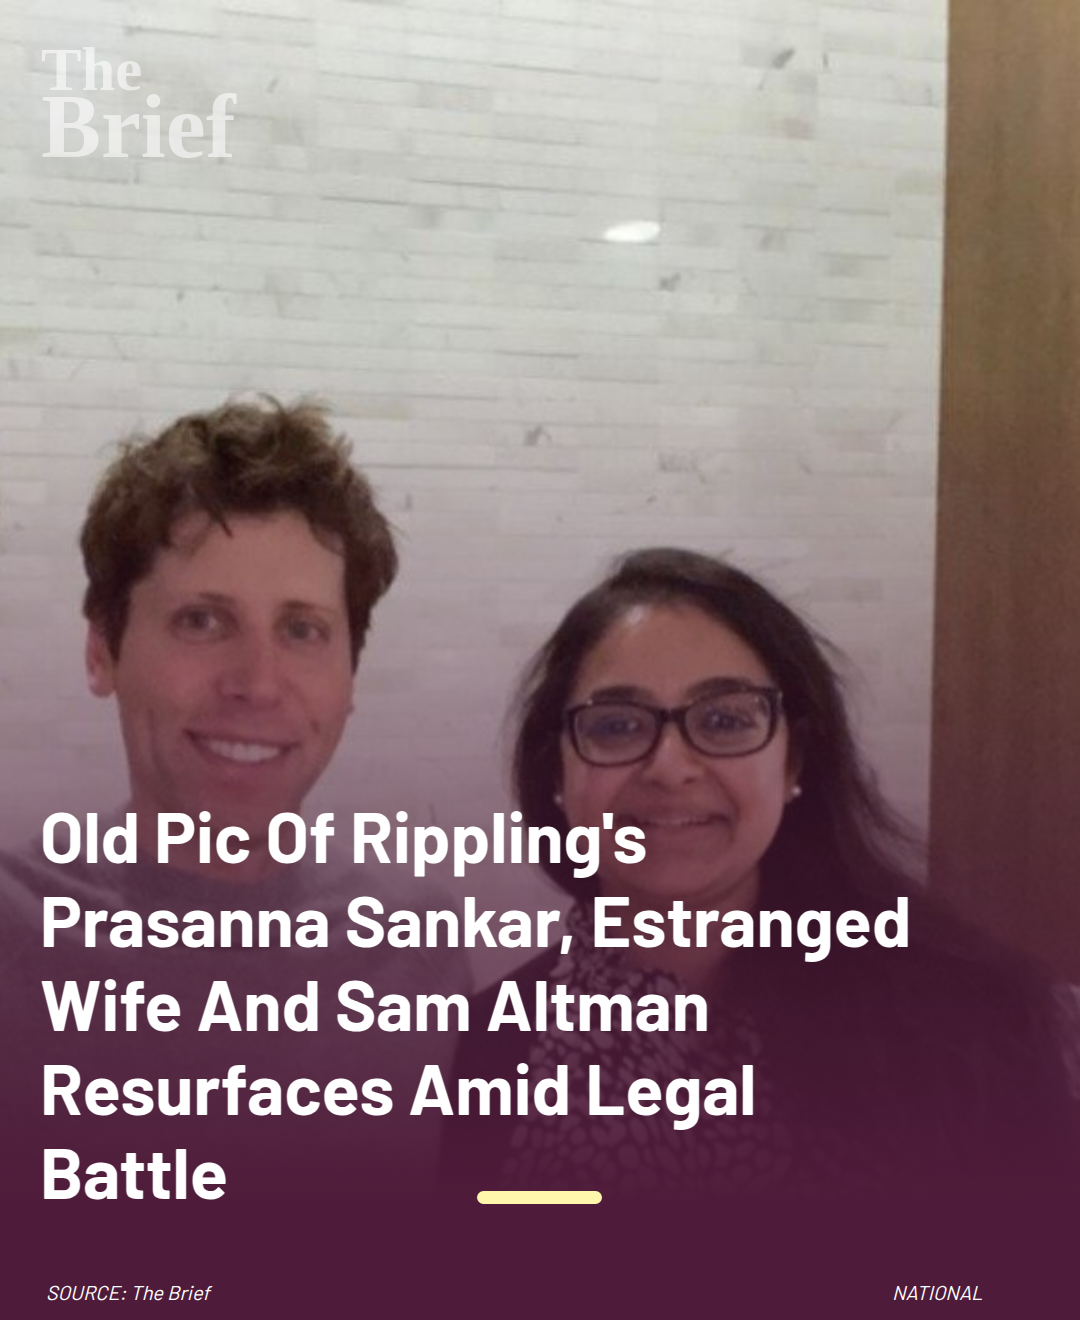 The
Brief
Old Pic Of Rippling's
Prasanna Sankar, Estranged
Wife And Sam Altman
Resurfaces Amid Legal
Battle
SOURCE: The Brief
NATIONAL